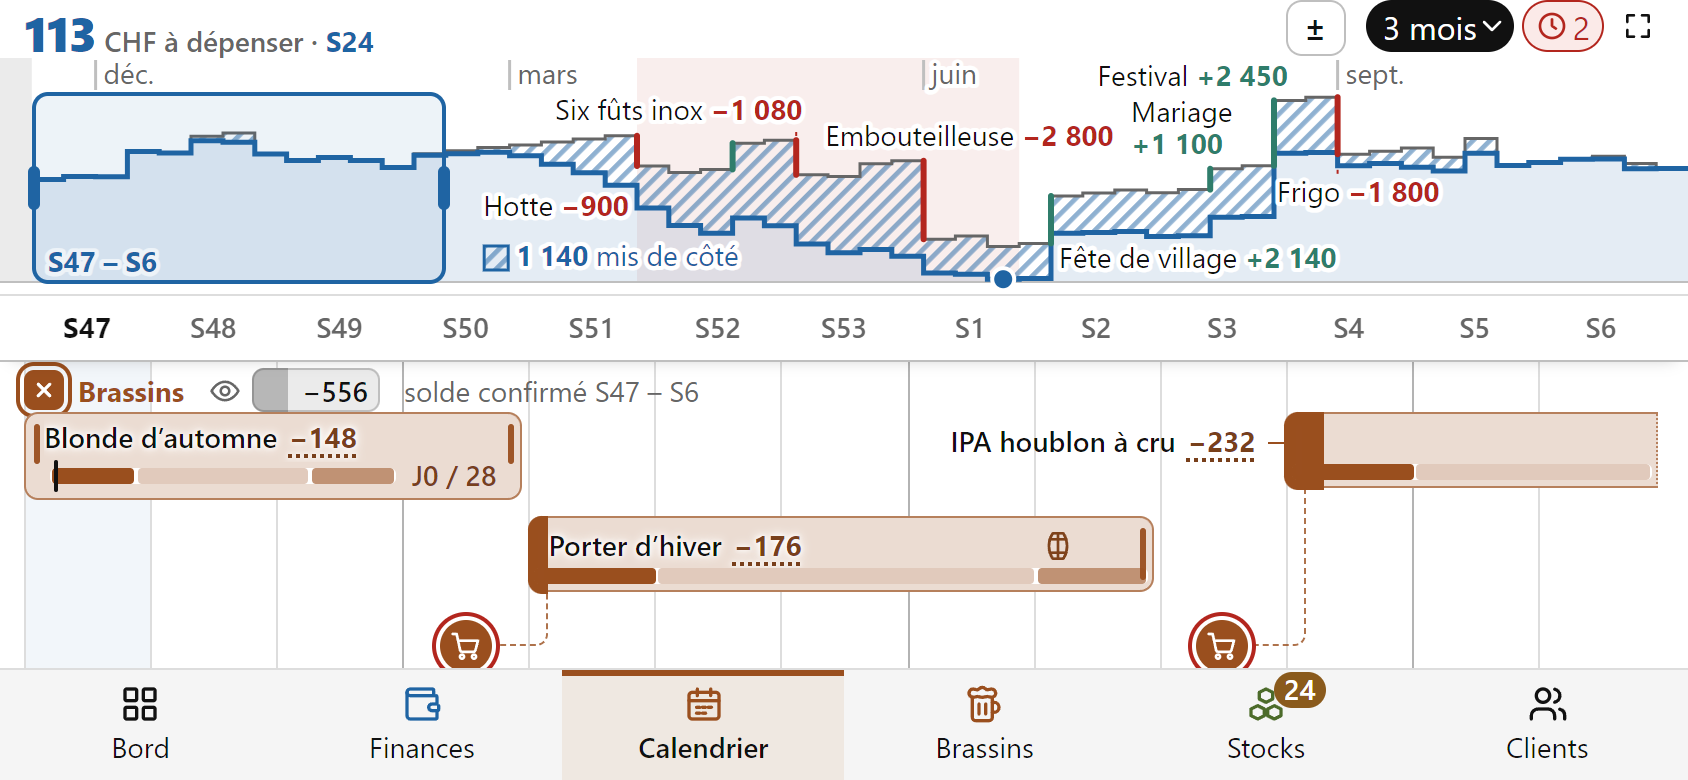 113 CHF à dépenser · S24
± 3 mois 2
déc. mars juin sept.
Festival +2 450
Six fûts inox −1 080
Mariage
+1 100
Embouteilleuse −2 800
Hotte −900
Frigo −1 800
1 140 mis de côté
Fête de village +2 140
S47 – S6
S47 S48 S49 S50 S51 S52 S53 S1 S2 S3 S4 S5 S6
Brassins −556 solde confirmé S47 – S6
Blonde d’automne −148
J0 / 28
IPA houblon à cru −232
Porter d’hiver −176
24
Bord Finances Calendrier Brassins Stocks Clients